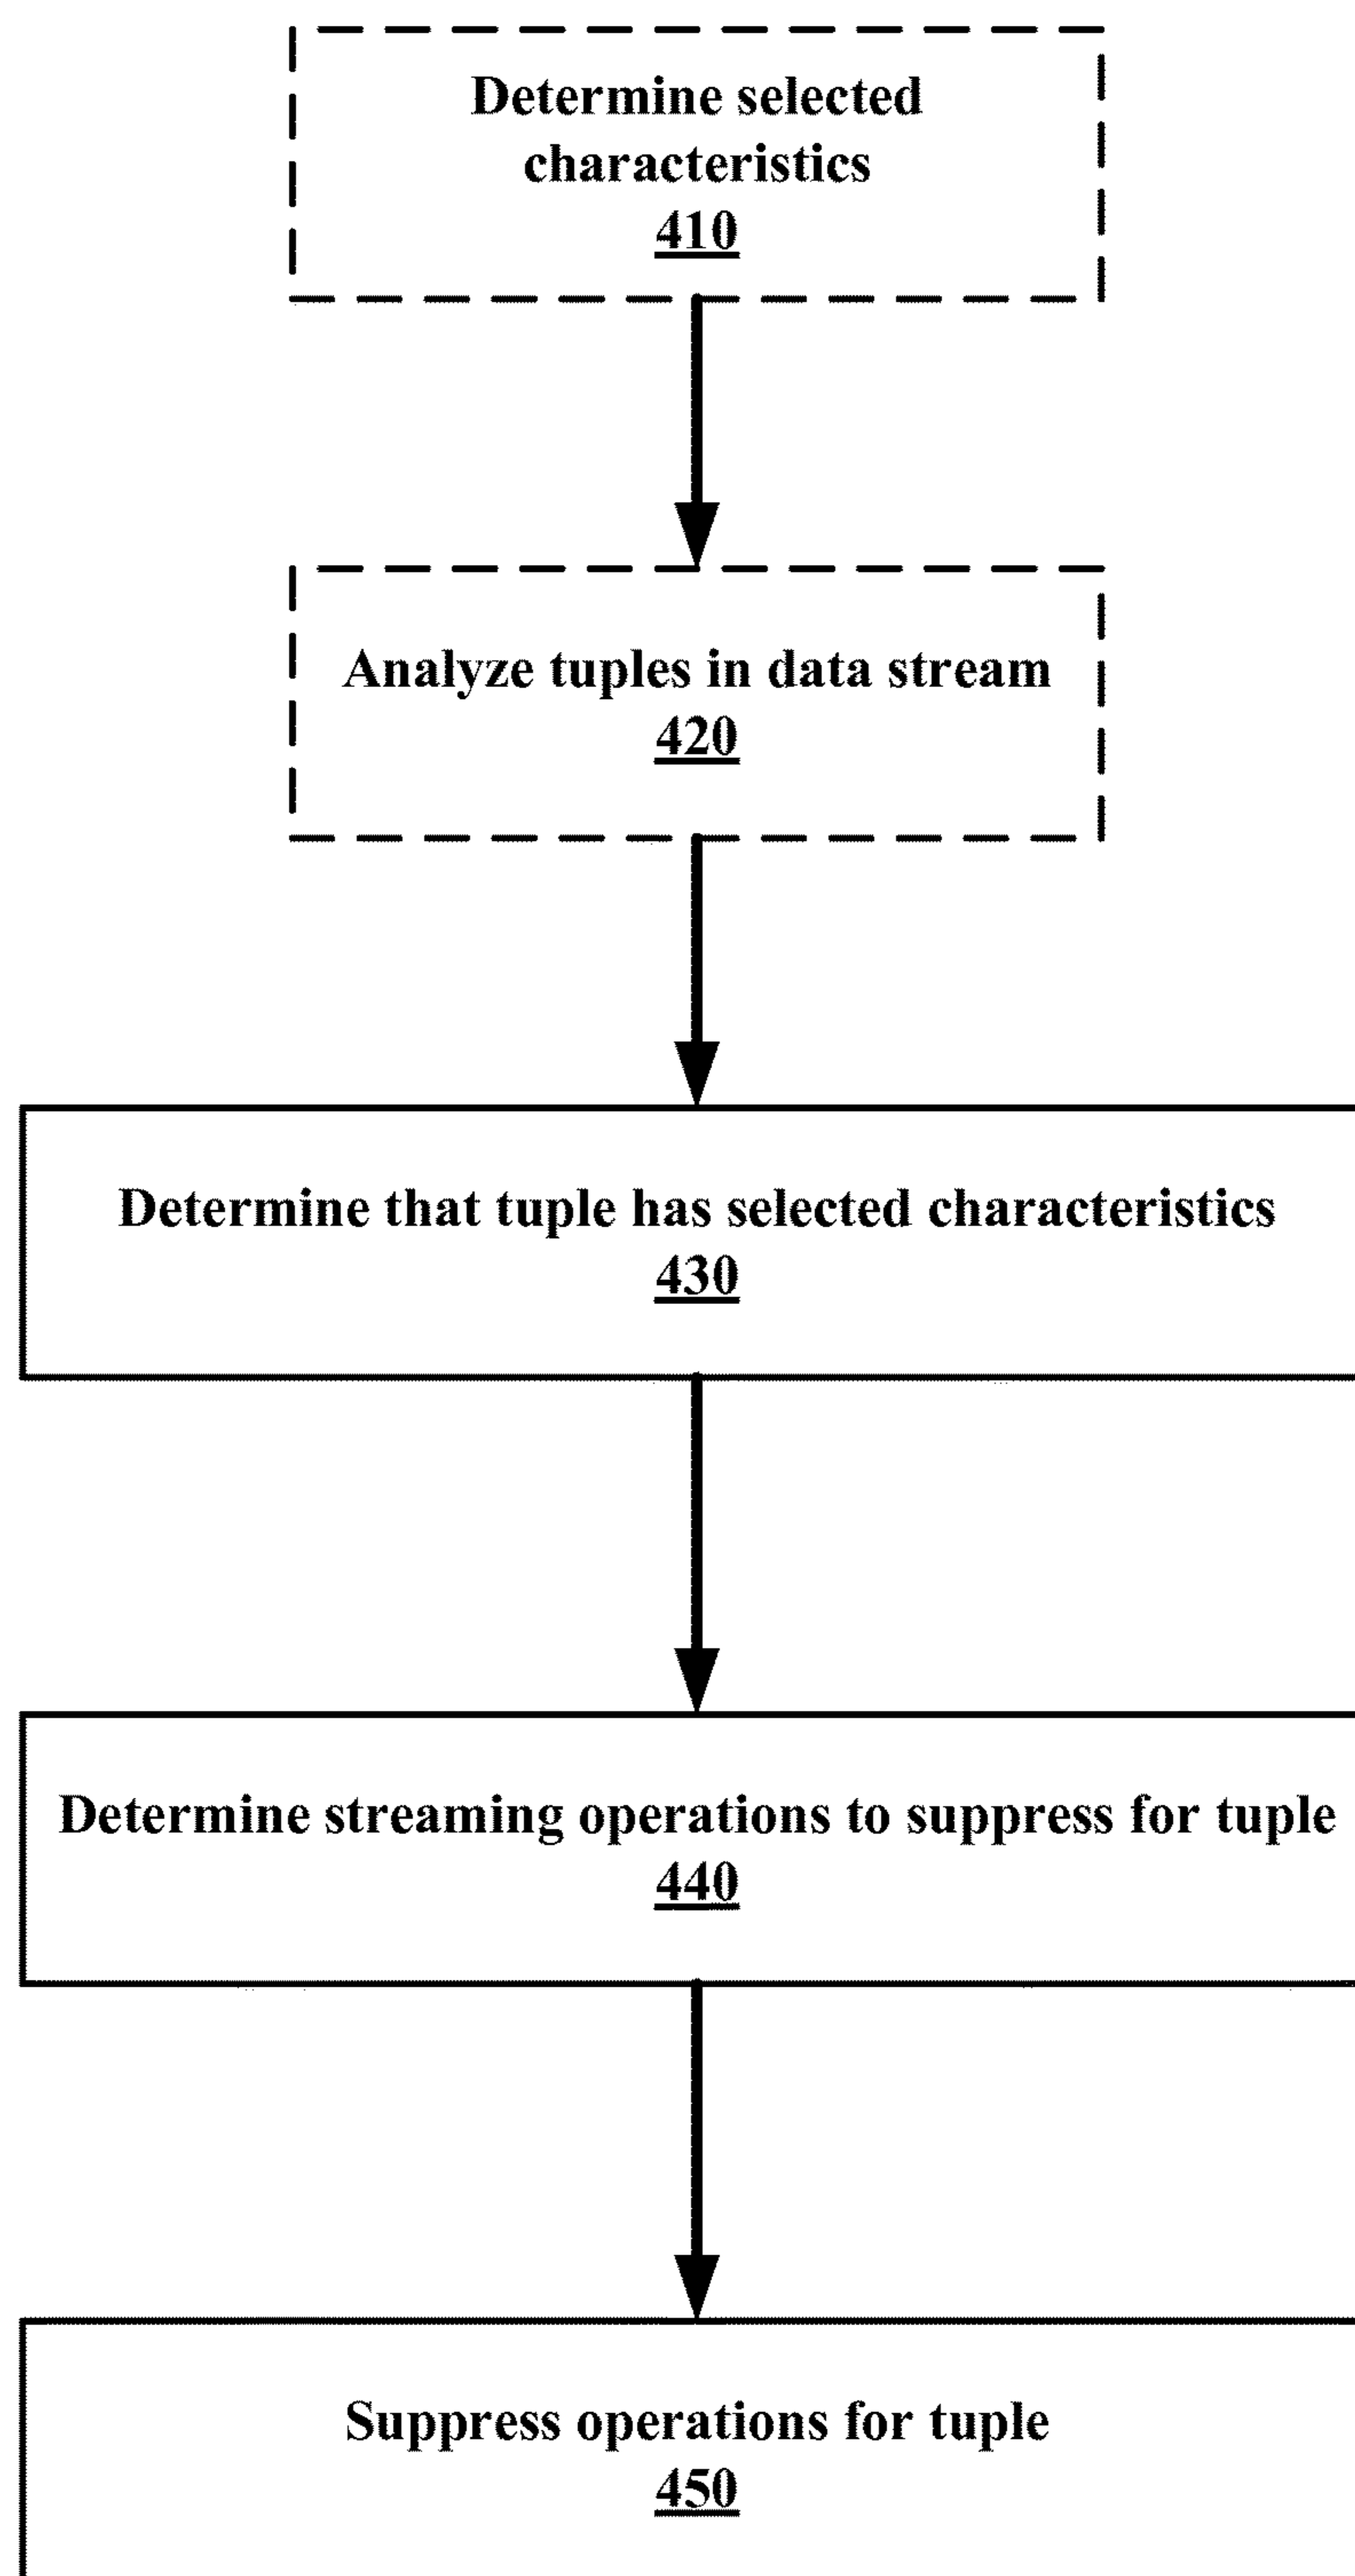 Determine selected
characteristics
410
Analyze tuples in data stream
420
Determine that tuple has selected characteristics
430
Determine streaming operations to suppress for tuple
440
Suppress operations for tuple
450